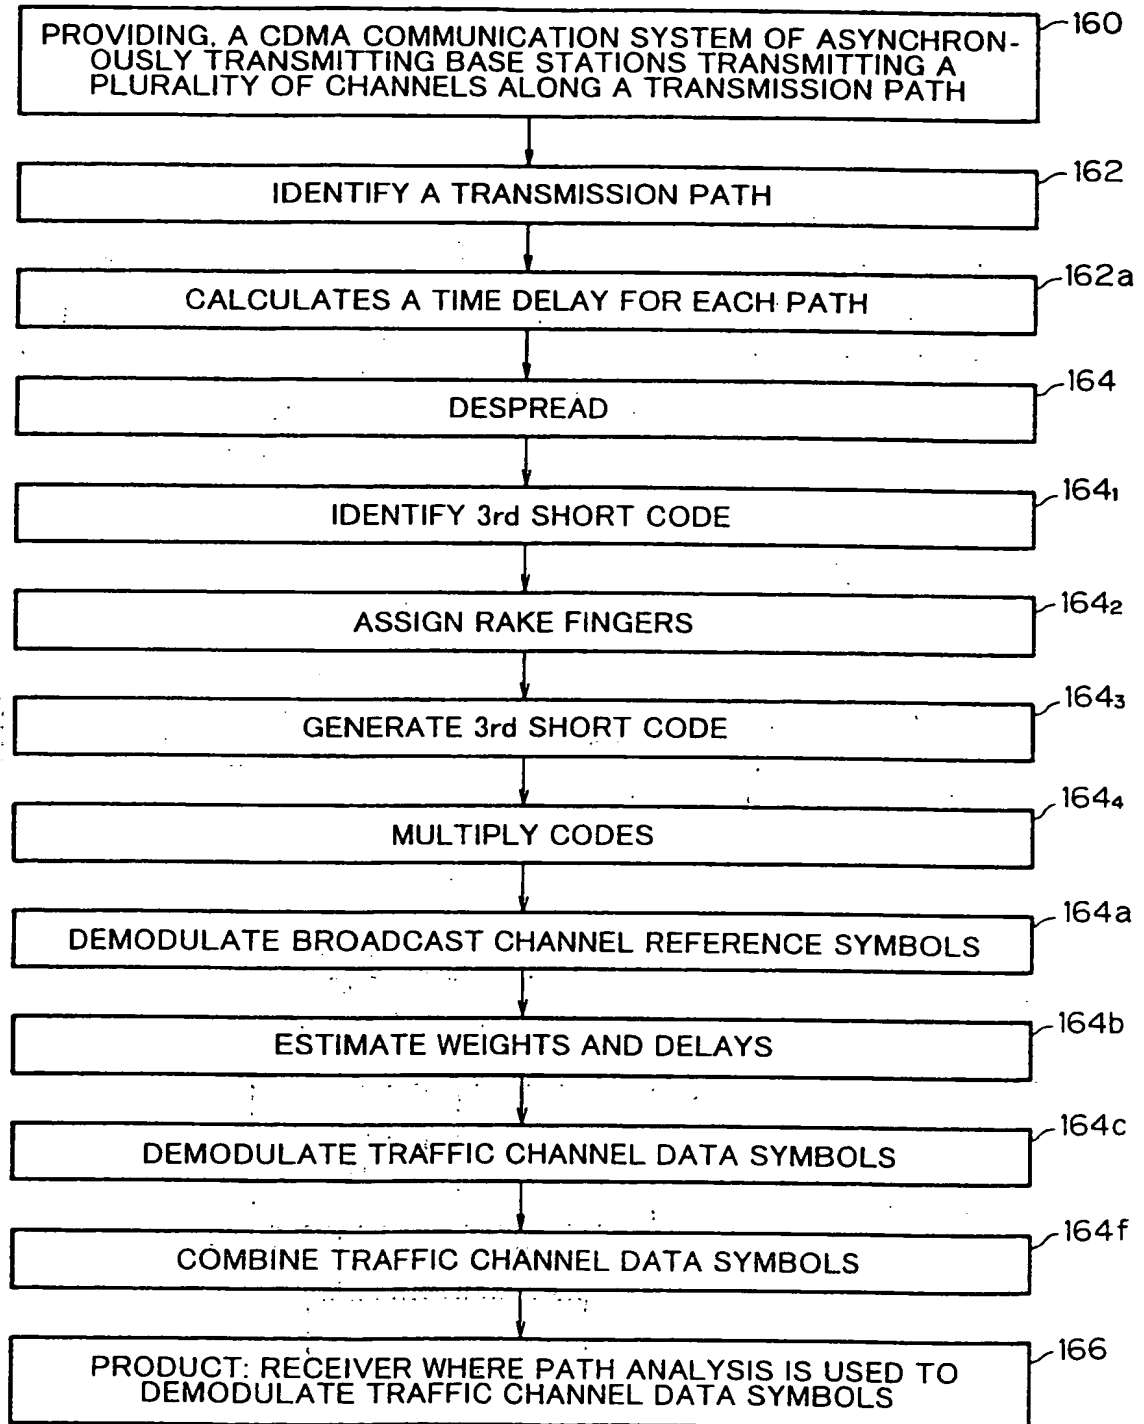 PROVIDING, A CDMA COMMUNICATION SYSTEM OF ASYNCHRON-
OUSLY TRANSMITTING BASE STATIONS TRANSMITTING A
PLURALITY OF CHANNELS ALONG A TRANSMISSION PATH
160
IDENTIFY A TRANSMISSION PATH
162
CALCULATES A TIME DELAY FOR EACH PATH
162a
DESPREAD
164
IDENTIFY 3rd SHORT CODE
164₁
ASSIGN RAKE FINGERS
164₂
GENERATE 3rd SHORT CODE
164₃
MULTIPLY CODES
164₄
DEMODULATE BROADCAST CHANNEL REFERENCE SYMBOLS
164a
ESTIMATE WEIGHTS AND DELAYS
164b
DEMODULATE TRAFFIC CHANNEL DATA SYMBOLS
164c
COMBINE TRAFFIC CHANNEL DATA SYMBOLS
164f
PRODUCT: RECEIVER WHERE PATH ANALYSIS IS USED TO
DEMODULATE TRAFFIC CHANNEL DATA SYMBOLS
166